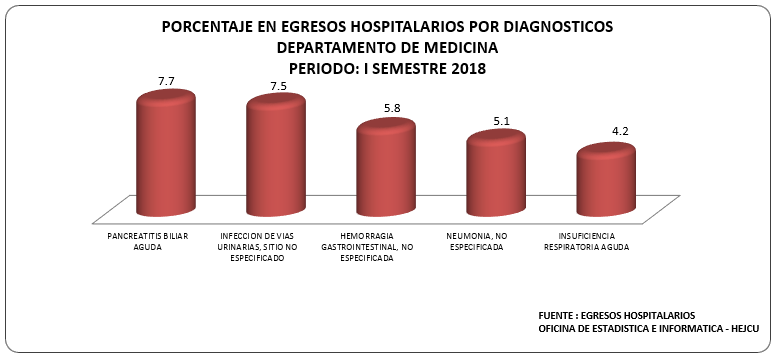 PORCENTAJE EN EGRESOS HOSPITALARIOS POR DIAGNOSTICOS
DEPARTAMENTO DE MEDICINA
PERIODO: I SEMESTRE 2018
7.7
7.5
5.8
5.1
4.2
PANCREATITIS BILIAR
AGUDA
INFECCION DE VIAS
URINARIAS, SITIO NO
ESPECIFICADO
HEMORRAGIA
GASTROINTESTINAL, NO
ESPECIFICADA
NEUMONIA, NO
ESPECIFICADA
INSUFICIENCIA
RESPIRATORIA AGUDA
FUENTE : EGRESOS HOSPITALARIOS
OFICINA DE ESTADISTICA E INFORMATICA - HEJCU